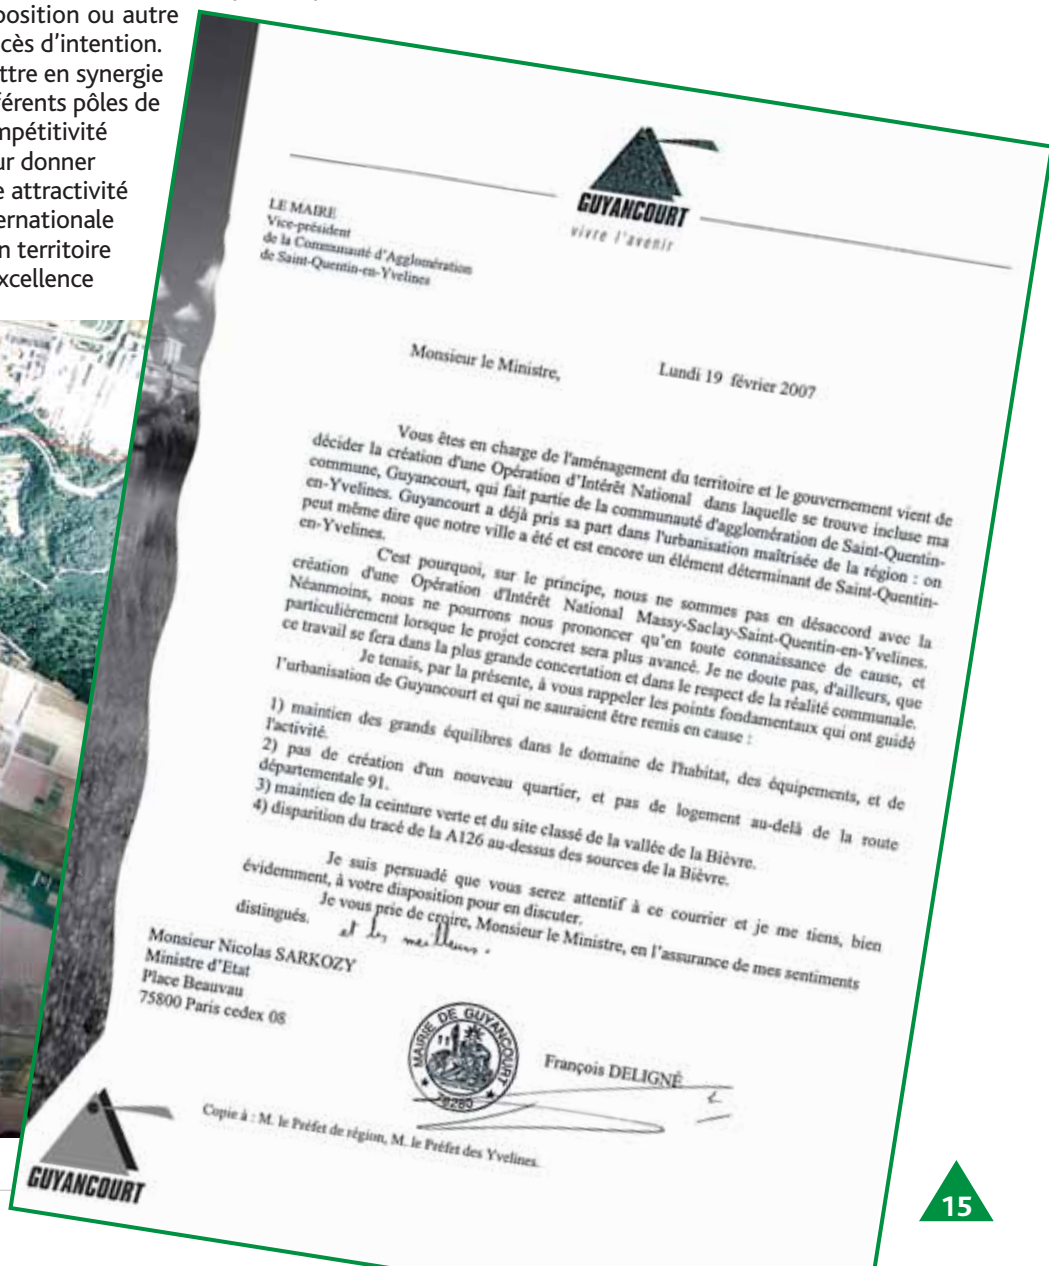 position ou autre
cès d'intention.
ttre en synergie
férents pôles de
mpétitivité
ur donner
e attractivité
ernationale
n territoire
xcellence
GUYANCOURT
vivre l'avenir
LE MAIRE
Vice-président
de la Communauté d'Agglomération
de Saint-Quentin-en-Yvelines
Monsieur le Ministre,
Lundi 19 février 2007
Vous êtes en charge de l'aménagement du territoire et le gouvernement vient de
décider la création d'une Opération d'Intérêt National dans laquelle se trouve incluse ma
commune, Guyancourt, qui fait partie de la communauté d'agglomération de Saint-Quentin-
en-Yvelines. Guyancourt a déjà pris sa part dans l'urbanisation maîtrisée de la région : on
peut même dire que notre ville a été et est encore un élément déterminant de Saint-Quentin-
en-Yvelines.
C'est pourquoi, sur le principe, nous ne sommes pas en désaccord avec la
création d'une Opération d'Intérêt National Massy-Saclay-Saint-Quentin-en-Yvelines.
Néanmoins, nous ne pourrons nous prononcer qu'en toute connaissance de cause, et
particulièrement lorsque le projet concret sera plus avancé. Je ne doute pas, d'ailleurs, que
ce travail se fera dans la plus grande concertation et dans le respect de la réalité communale.
Je tenais, par la présente, à vous rappeler les points fondamentaux qui ont guidé
l'urbanisation de Guyancourt et qui ne sauraient être remis en cause :
1) maintien des grands équilibres dans le domaine de l'habitat, des équipements, et de
l'activité.
2) pas de création d'un nouveau quartier, et pas de logement au-delà de la route
départementale 91.
3) maintien de la ceinture verte et du site classé de la vallée de la Bièvre.
4) disparition du tracé de la A126 au-dessus des sources de la Bièvre.
Je suis persuadé que vous serez attentif à ce courrier et je me tiens, bien
évidemment, à votre disposition pour en discuter.
Je vous prie de croire, Monsieur le Ministre, en l'assurance de mes sentiments
distingués. et les meilleurs.
Monsieur Nicolas SARKOZY
Ministre d'Etat
Place Beauvau
75800 Paris cedex 08
MAIRIE DE GUYANCOURT
78280
François DELIGNÉ
Copie à : M. le Préfet de région, M. le Préfet des Yvelines.
GUYANCOURT
15